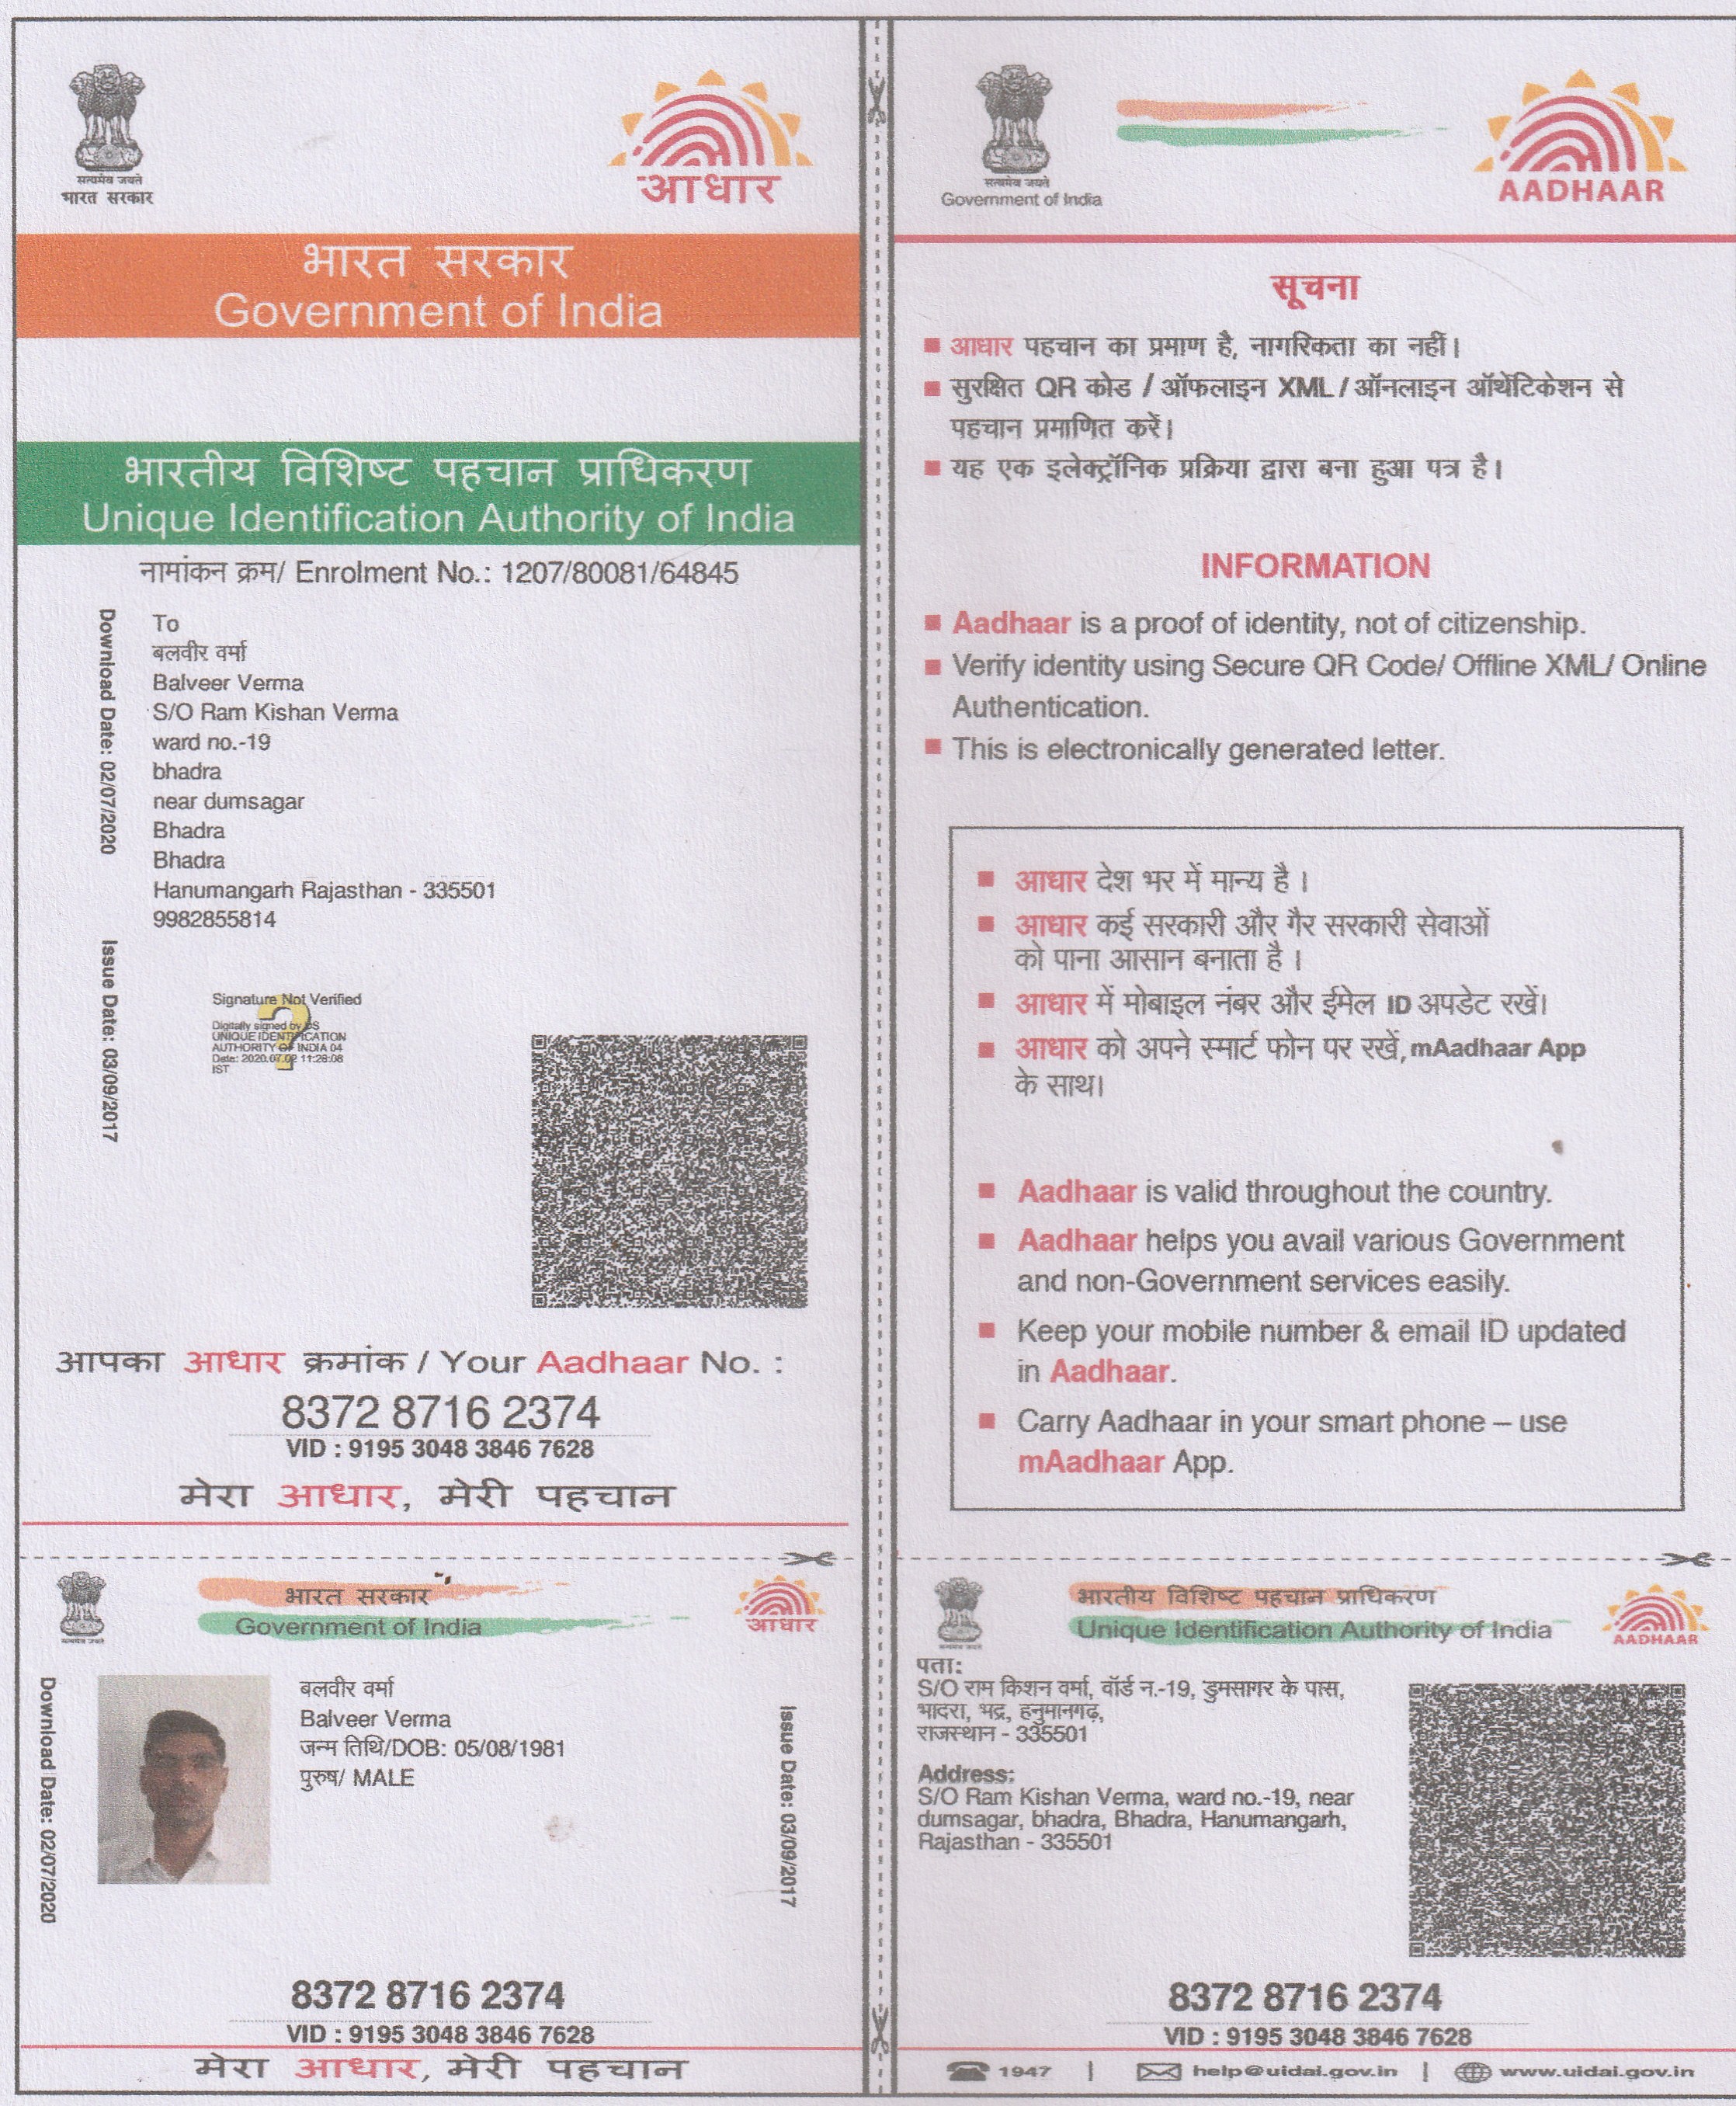 सत्यमेव जयते
भारत सरकार
आधार
भारत सरकार
Government of India
भारतीय विशिष्ट पहचान प्राधिकरण
Unique Identification Authority of India
नामांकन क्रम/ Enrolment No.: 1207/80081/64845
Download Date: 02/07/2020
Issue Date: 03/09/2017
To
बलवीर वर्मा
Balveer Verma
S/O Ram Kishan Verma
ward no.-19
bhadra
near dumsagar
Bhadra
Bhadra
Hanumangarh Rajasthan - 335501
9982855814
Signature Not Verified
Digitally signed by DS
UNIQUE IDENTIFICATION
AUTHORITY OF INDIA 04
Date: 2020.07.02 11:28:08
IST
आपका आधार क्रमांक / Your Aadhaar No. :
8372 8716 2374
VID : 9195 3048 3846 7628
मेरा आधार, मेरी पहचान
सत्यमेव जयते
Government of India
AADHAAR
सूचना
आधार पहचान का प्रमाण है, नागरिकता का नहीं।
सुरक्षित QR कोड / ऑफलाइन XML / ऑनलाइन ऑथेंटिकेशन से
पहचान प्रमाणित करें।
यह एक इलेक्ट्रॉनिक प्रक्रिया द्वारा बना हुआ पत्र है।
INFORMATION
Aadhaar is a proof of identity, not of citizenship.
Verify identity using Secure QR Code/ Offline XML/ Online
Authentication.
This is electronically generated letter.
आधार देश भर में मान्य है ।
आधार कई सरकारी और गैर सरकारी सेवाओं
को पाना आसान बनाता है ।
आधार में मोबाइल नंबर और ईमेल ID अपडेट रखें।
आधार को अपने स्मार्ट फोन पर रखें, mAadhaar App
के साथ।
Aadhaar is valid throughout the country.
Aadhaar helps you avail various Government
and non-Government services easily.
Keep your mobile number & email ID updated
in Aadhaar.
Carry Aadhaar in your smart phone – use
mAadhaar App.
सत्यमेव जयते
भारत सरकार
Government of India
आधार
Download Date: 02/07/2020
बलवीर वर्मा
Balveer Verma
जन्म तिथि/DOB: 05/08/1981
पुरुष/ MALE
Issue Date: 03/09/2017
8372 8716 2374
VID : 9195 3048 3846 7628
मेरा आधार, मेरी पहचान
सत्यमेव जयते
भारतीय विशिष्ट पहचान प्राधिकरण
Unique Identification Authority of India
AADHAAR
पता:
S/O राम किशन वर्मा, वॉर्ड न.-19, डुमसागर के पास,
भादरा, भद्र, हनुमानगढ़,
राजस्थान - 335501
Address:
S/O Ram Kishan Verma, ward no.-19, near
dumsagar, bhadra, Bhadra, Hanumangarh,
Rajasthan - 335501
8372 8716 2374
VID : 9195 3048 3846 7628
1947 | help@uidai.gov.in | www.uidai.gov.in